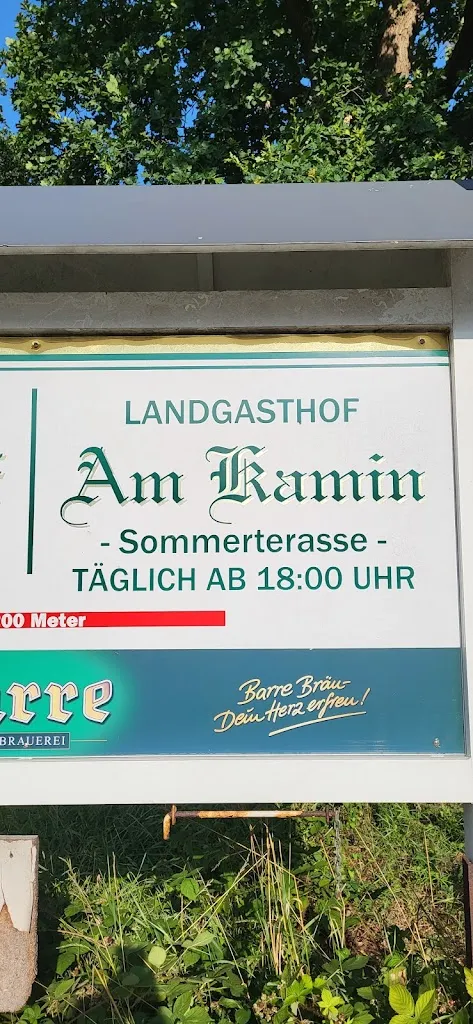 LANDGASTHOF
Am Kamin
- Sommerterasse -
TÄGLICH AB 18:00 UHR
00 Meter
rre
BRAUEREI
Barre Bräu-
Dein Herz erfreu!